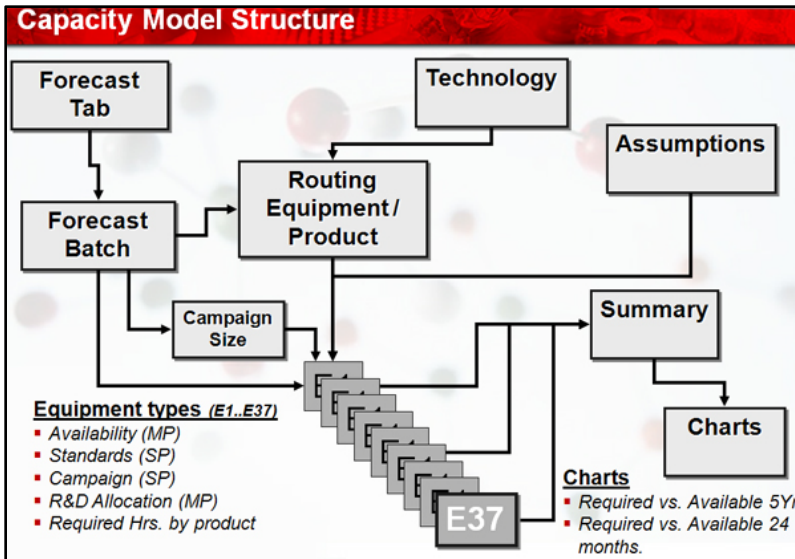 Capacity Model Structure
Forecast
Tab
Technology
Assumptions
Routing
Equipment /
Product
Forecast
Batch
Campaign
Size
Summary
Charts
E37
Equipment types (E1..E37)
Availability (MP)
Standards (SP)
Campaign (SP)
R&D Allocation (MP)
Required Hrs. by product
Charts
Required vs. Available 5Yr
Required vs. Available 24
months.